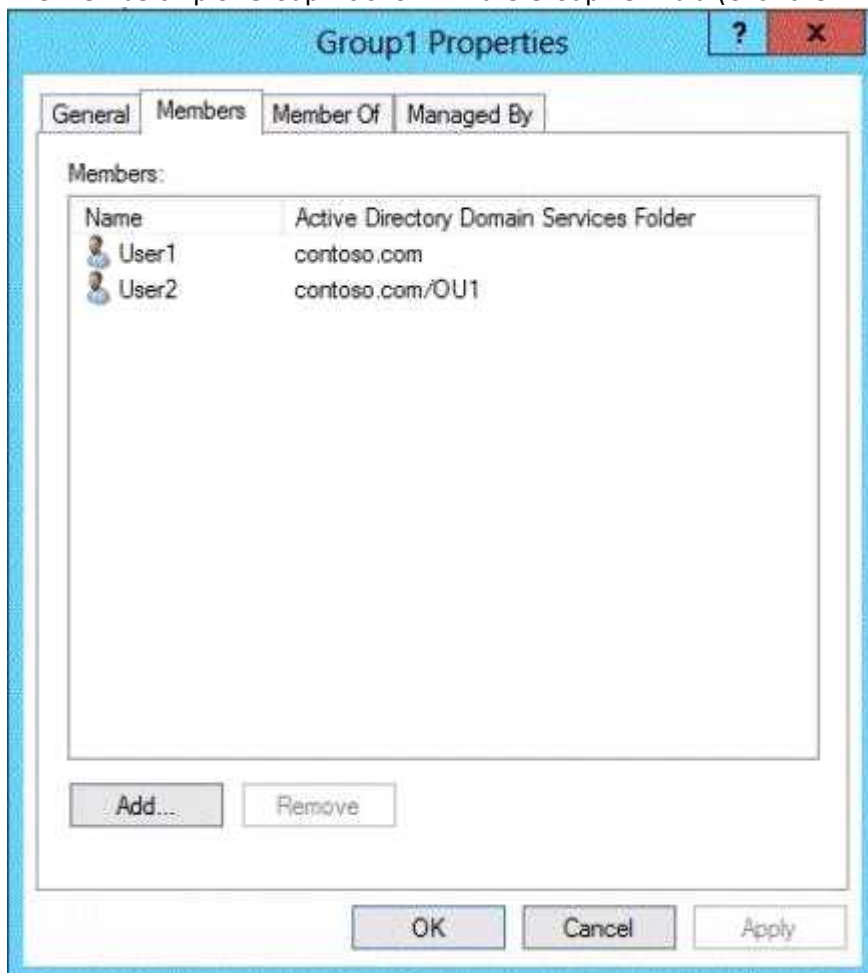 Group1 Properties
?
x
General Members Member Of Managed By
Members:
Name Active Directory Domain Services Folder
User1 contoso.com
User2 contoso.com/OU1
Add... Remove
OK Cancel Apply